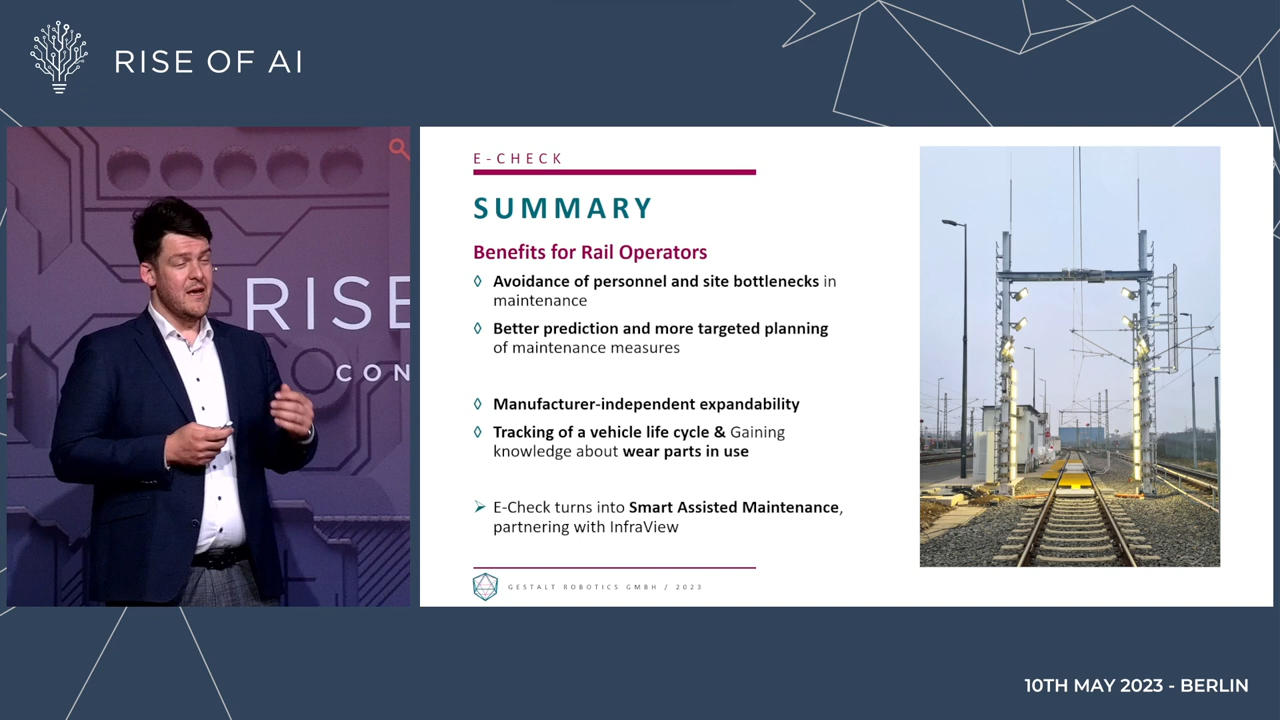 RISE OF AI
RISE
CON
E-CHECK
SUMMARY
Benefits for Rail Operators
Avoidance of personnel and site bottlenecks in
maintenance
Better prediction and more targeted planning
of maintenance measures
Manufacturer-independent expandability
Tracking of a vehicle life cycle & Gaining
knowledge about wear parts in use
E-Check turns into Smart Assisted Maintenance,
partnering with InfraView
GESTALT ROBOTICS GMBH / 2023
10TH MAY 2023 - BERLIN